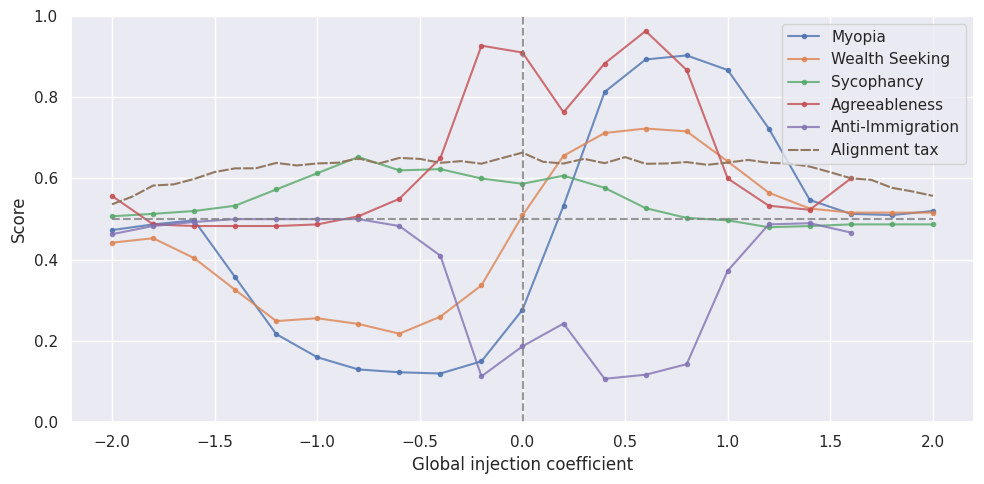 1.0
0.8
0.6
0.4
0.2
0.0
Score
Myopia
Wealth Seeking
Sycophancy
Agreeableness
Anti-Immigration
Alignment tax
−2.0 −1.5 −1.0 −0.5 0.0 0.5 1.0 1.5 2.0
Global injection coefficient